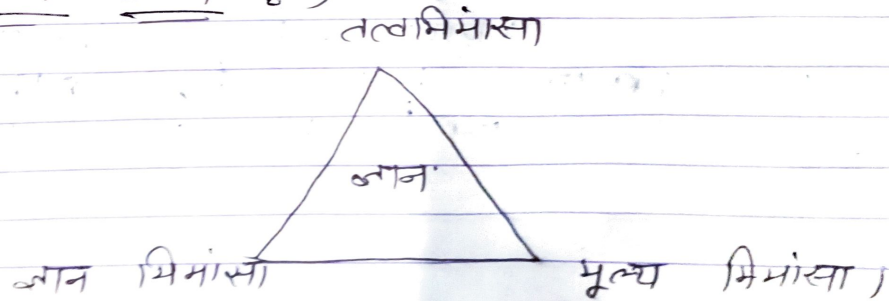 तत्वमिमांसा
ज्ञान
ज्ञान मिमांसा मूल्य मिमांसा।